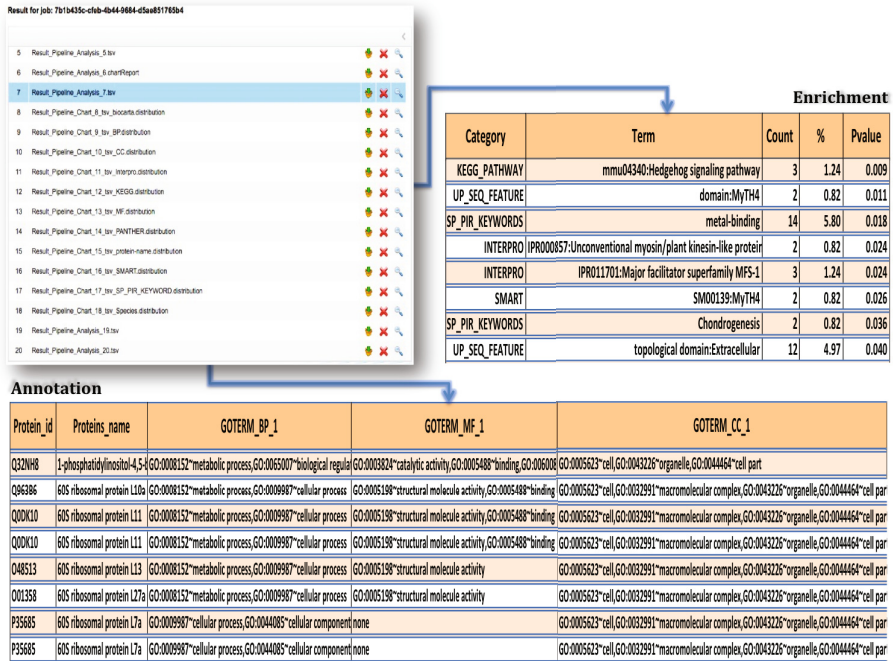 Result for job: 7b1b435c-cfeb-4b44-9684-d5ae851765b4
5 Result_Pipeline_Analysis_5.tsv
6 Result_Pipeline_Analysis_6.chartReport
7 Result_Pipeline_Analysis_7.tsv
8 Result_Pipeline_Chart_8_tsv_biocarta.distribution
9 Result_Pipeline_Chart_9_tsv_BP.distribution
10 Result_Pipeline_Chart_10_tsv_CC.distribution
11 Result_Pipeline_Chart_11_tsv_Interpro.distribution
12 Result_Pipeline_Chart_12_tsv_KEGG.distribution
13 Result_Pipeline_Chart_13_tsv_MF.distribution
14 Result_Pipeline_Chart_14_tsv_PANTHER.distribution
15 Result_Pipeline_Chart_15_tsv_protein-name.distribution
16 Result_Pipeline_Chart_16_tsv_SMART.distribution
17 Result_Pipeline_Chart_17_tsv_SP_PIR_KEYWORD.distribution
18 Result_Pipeline_Chart_18_tsv_Species.distribution
19 Result_Pipeline_Analysis_19.tsv
20 Result_Pipeline_Analysis_20.tsv
Enrichment
Category Term Count % Pvalue
KEGG_PATHWAY mmu04340:Hedgehog signaling pathway 3 1.24 0.009
UP_SEQ_FEATURE domain:MyTH4 2 0.82 0.011
SP_PIR_KEYWORDS metal-binding 14 5.80 0.018
INTERPRO IPR000857:Unconventional myosin/plant kinesin-like protein 2 0.82 0.024
INTERPRO IPR011701:Major facilitator superfamily MFS-1 3 1.24 0.024
SMART SM00139:MyTH4 2 0.82 0.026
SP_PIR_KEYWORDS Chondrogenesis 2 0.82 0.036
UP_SEQ_FEATURE topological domain:Extracellular 12 4.97 0.040
Annotation
Protein_id Proteins_name GOTERM_BP_1 GOTERM_MF_1 GOTERM_CC_1
Q32NH8 1-phosphatidylinositol-4,5-b GO:0008152~metabolic process,GO:0065007~biological regula GO:0003824~catalytic activity,GO:0005488~binding,GO:006008 GO:0005623~cell,GO:0043226~organelle,GO:0044464~cell part
Q963B6 60S ribosomal protein L10a GO:0008152~metabolic process,GO:0009987~cellular process GO:0005198~structural molecule activity,GO:0005488~binding GO:0005623~cell,GO:0032991~macromolecular complex,GO:0043226~organelle,GO:0044464~cell par
Q0DK10 60S ribosomal protein L11 GO:0008152~metabolic process,GO:0009987~cellular process GO:0005198~structural molecule activity,GO:0005488~binding GO:0005623~cell,GO:0032991~macromolecular complex,GO:0043226~organelle,GO:0044464~cell par
Q0DK10 60S ribosomal protein L11 GO:0008152~metabolic process,GO:0009987~cellular process GO:0005198~structural molecule activity,GO:0005488~binding GO:0005623~cell,GO:0032991~macromolecular complex,GO:0043226~organelle,GO:0044464~cell par
O48513 60S ribosomal protein L13 GO:0008152~metabolic process,GO:0009987~cellular process GO:0005198~structural molecule activity GO:0005623~cell,GO:0032991~macromolecular complex,GO:0043226~organelle,GO:0044464~cell par
O01358 60S ribosomal protein L27a GO:0008152~metabolic process,GO:0009987~cellular process GO:0005198~structural molecule activity GO:0005623~cell,GO:0032991~macromolecular complex,GO:0043226~organelle,GO:0044464~cell par
P35685 60S ribosomal protein L7a GO:0009987~cellular process,GO:0044085~cellular component none GO:0005623~cell,GO:0032991~macromolecular complex,GO:0043226~organelle,GO:0044464~cell par
P35685 60S ribosomal protein L7a GO:0009987~cellular process,GO:0044085~cellular component none GO:0005623~cell,GO:0032991~macromolecular complex,GO:0043226~organelle,GO:0044464~cell par